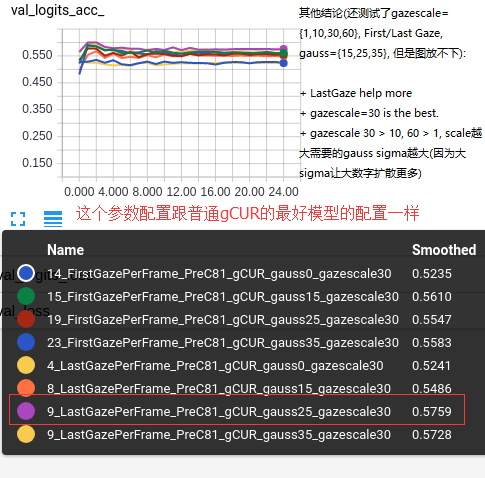 val_logits_acc_
其他结论(还测试了gazescale=
{1,10,30,60}, First/Last Gaze,
gauss={15,25,35}, 但是图放不下):
+ LastGaze help more
+ gazescale=30 is the best.
+ gazescale 30 > 10, 60 > 1, scale越
大需要的gauss sigma越大(因为大
sigma让大数字扩散更多)
0.550
0.450
0.350
0.250
0.150
0.000 4.000 8.000 12.00 16.00 20.00 24.00
这个参数配置跟普通gCUR的最好模型的配置一样
Name Smoothed
14_FirstGazePerFrame_PreC81_gCUR_gauss0_gazescale30 0.5235
15_FirstGazePerFrame_PreC81_gCUR_gauss15_gazescale30 0.5610
19_FirstGazePerFrame_PreC81_gCUR_gauss25_gazescale30 0.5547
23_FirstGazePerFrame_PreC81_gCUR_gauss35_gazescale30 0.5583
4_LastGazePerFrame_PreC81_gCUR_gauss0_gazescale30 0.5241
8_LastGazePerFrame_PreC81_gCUR_gauss15_gazescale30 0.5486
9_LastGazePerFrame_PreC81_gCUR_gauss25_gazescale30 0.5759
9_LastGazePerFrame_PreC81_gCUR_gauss35_gazescale30 0.5728